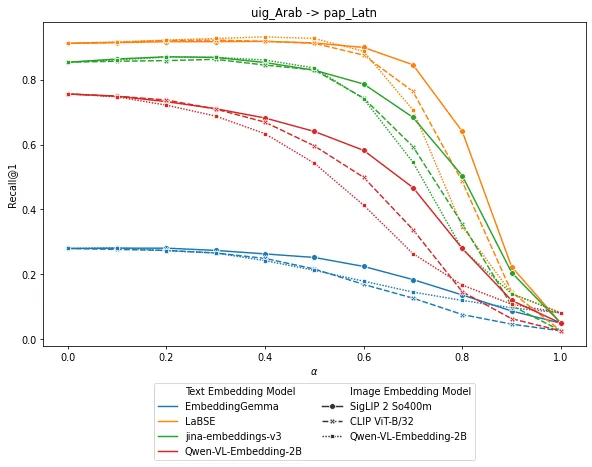 uig_Arab -> pap_Latn
Recall@1
0.8
0.6
0.4
0.2
0.0
0.0 0.2 0.4 0.6 0.8 1.0
α
Text Embedding Model
EmbeddingGemma
LaBSE
jina-embeddings-v3
Qwen-VL-Embedding-2B
Image Embedding Model
SigLIP 2 So400m
CLIP ViT-B/32
Qwen-VL-Embedding-2B